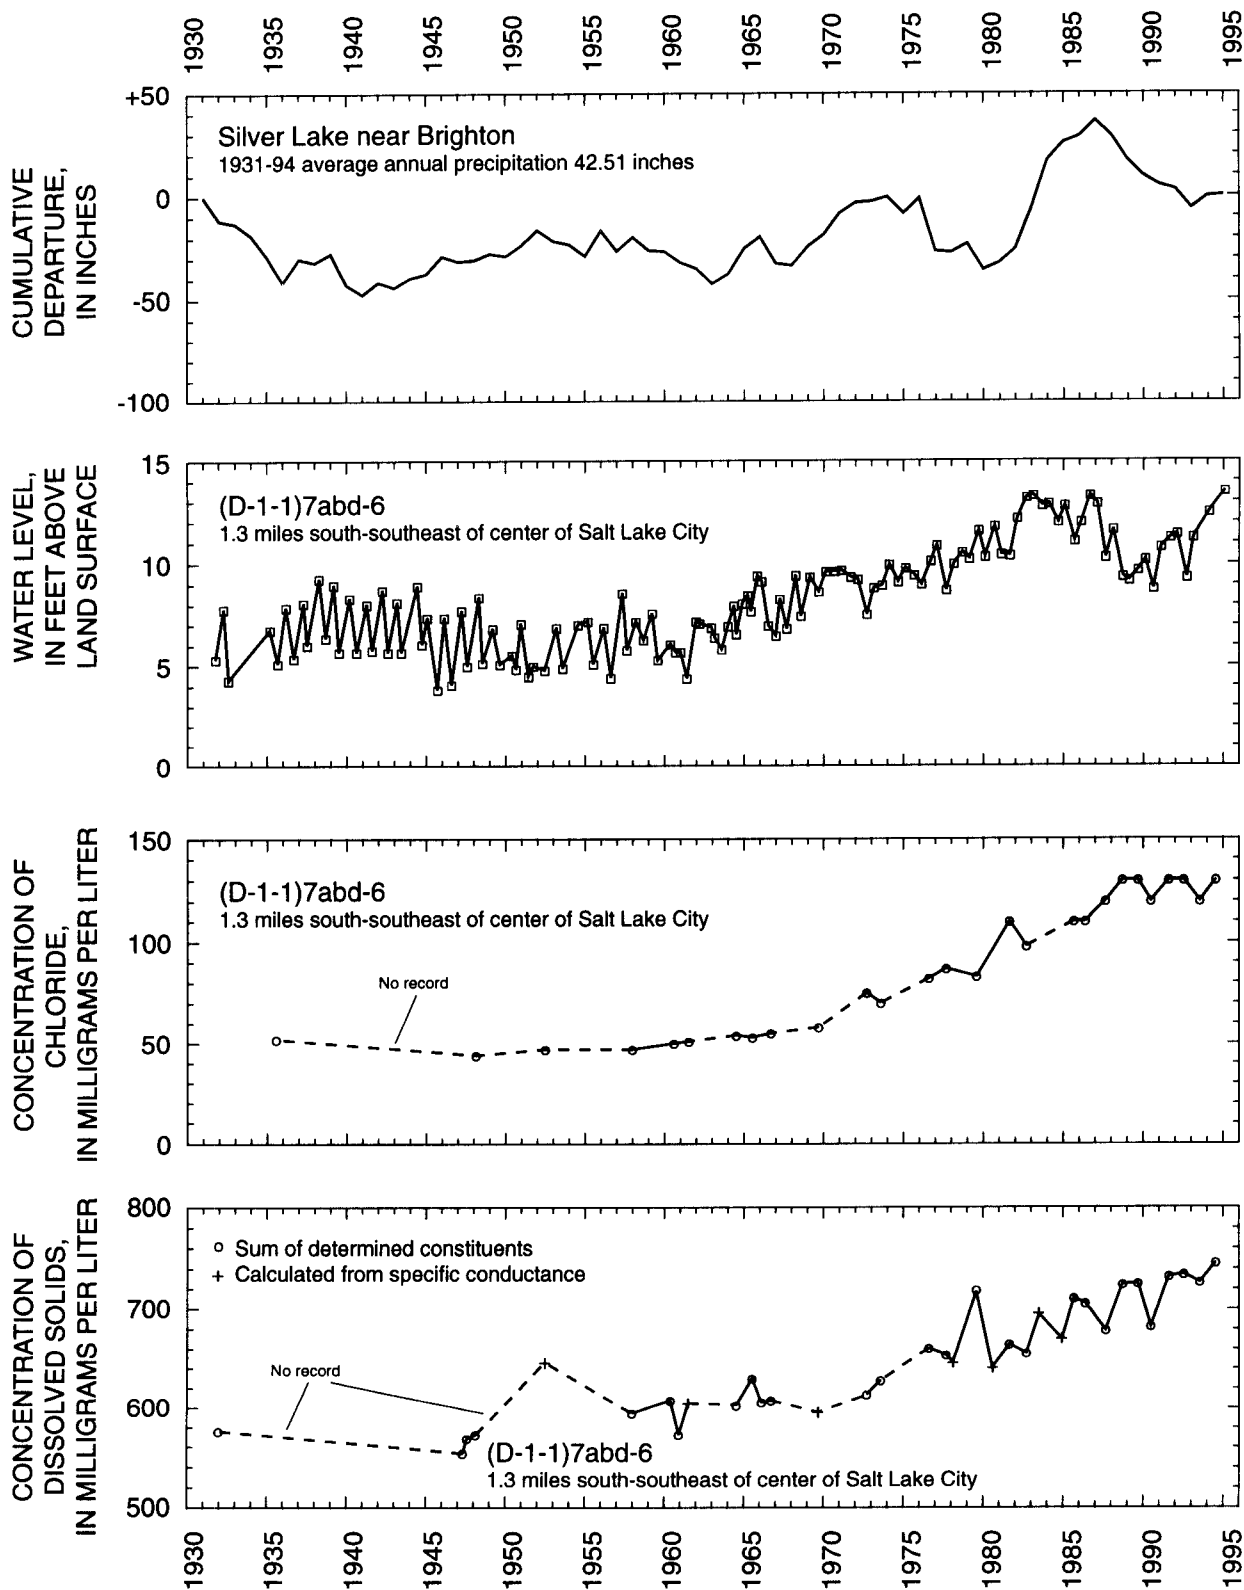 1930 1935 1940 1945 1950 1955 1960 1965 1970 1975 1980 1985 1990 1995
CUMULATIVE
DEPARTURE,
IN INCHES
+50
0
-50
-100
Silver Lake near Brighton
1931-94 average annual precipitation 42.51 inches
WATER LEVEL,
IN FEET ABOVE
LAND SURFACE
15
10
5
0
(D-1-1)7abd-6
1.3 miles south-southeast of center of Salt Lake City
CONCENTRATION OF
CHLORIDE,
IN MILLIGRAMS PER LITER
150
100
50
0
(D-1-1)7abd-6
1.3 miles south-southeast of center of Salt Lake City
No record
CONCENTRATION OF
DISSOLVED SOLIDS,
IN MILLIGRAMS PER LITER
800
700
600
500
Sum of determined constituents
+ Calculated from specific conductance
No record
(D-1-1)7abd-6
1.3 miles south-southeast of center of Salt Lake City
1930 1935 1940 1945 1950 1955 1960 1965 1970 1975 1980 1985 1990 1995